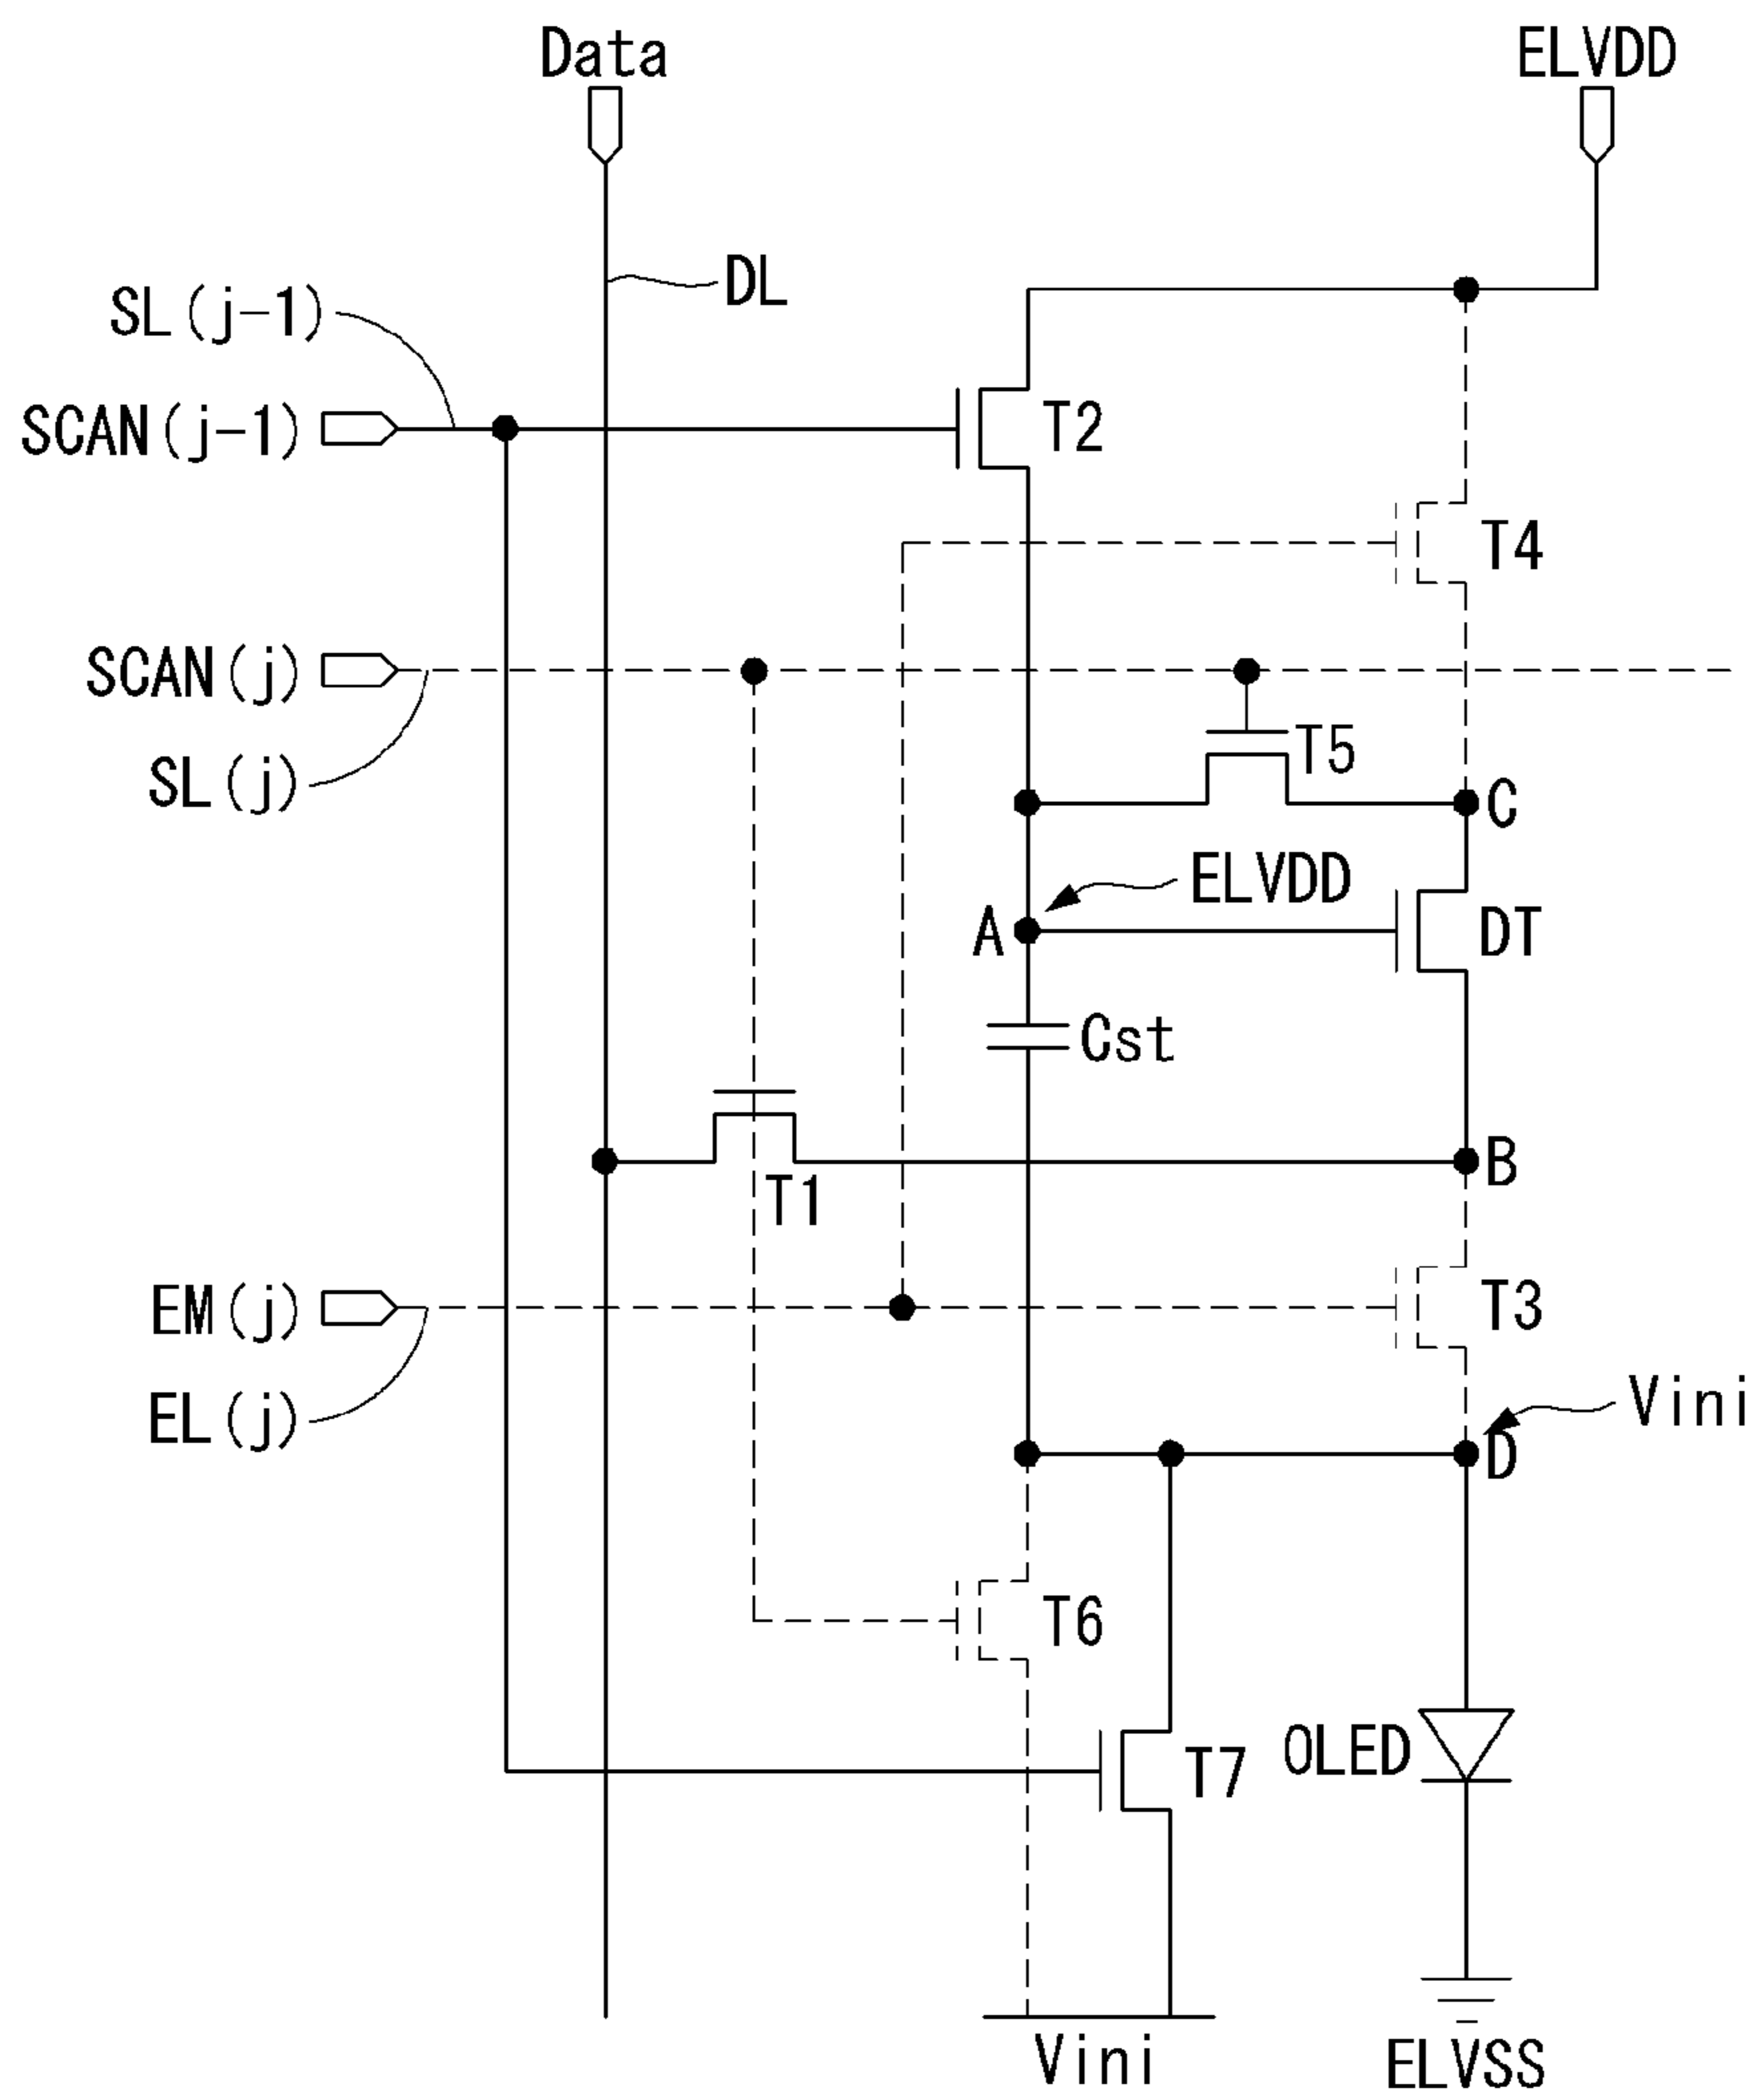 Data
ELVDD
DL
SL(j-1)
SCAN(j-1)
T2
T4
SCAN(j)
T5
SL(j)
C
ELVDD
A
DT
Cst
B
T1
EM(j)
T3
EL(j)
Vini
D
T6
OLED
T7
Vini
ELVSS